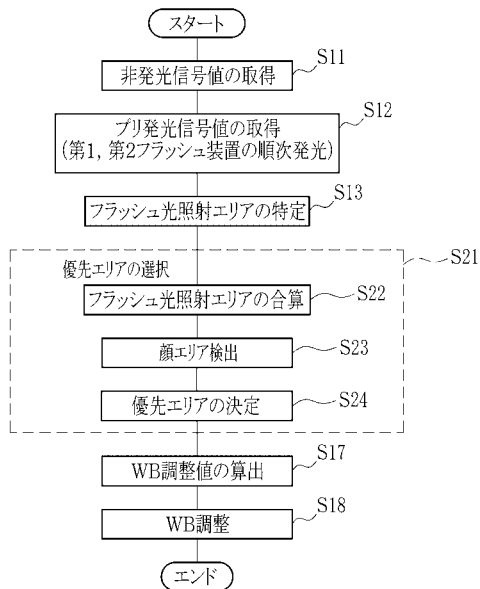 スタート
S11
非発光信号値の取得
S12
プリ発光信号値の取得
(第1, 第2フラッシュ装置の順次発光)
S13
フラッシュ光照射エリアの特定
S21
優先エリアの選択
S22
フラッシュ光照射エリアの合算
S23
顔エリア検出
S24
優先エリアの決定
S17
WB調整値の算出
S18
WB調整
エンド